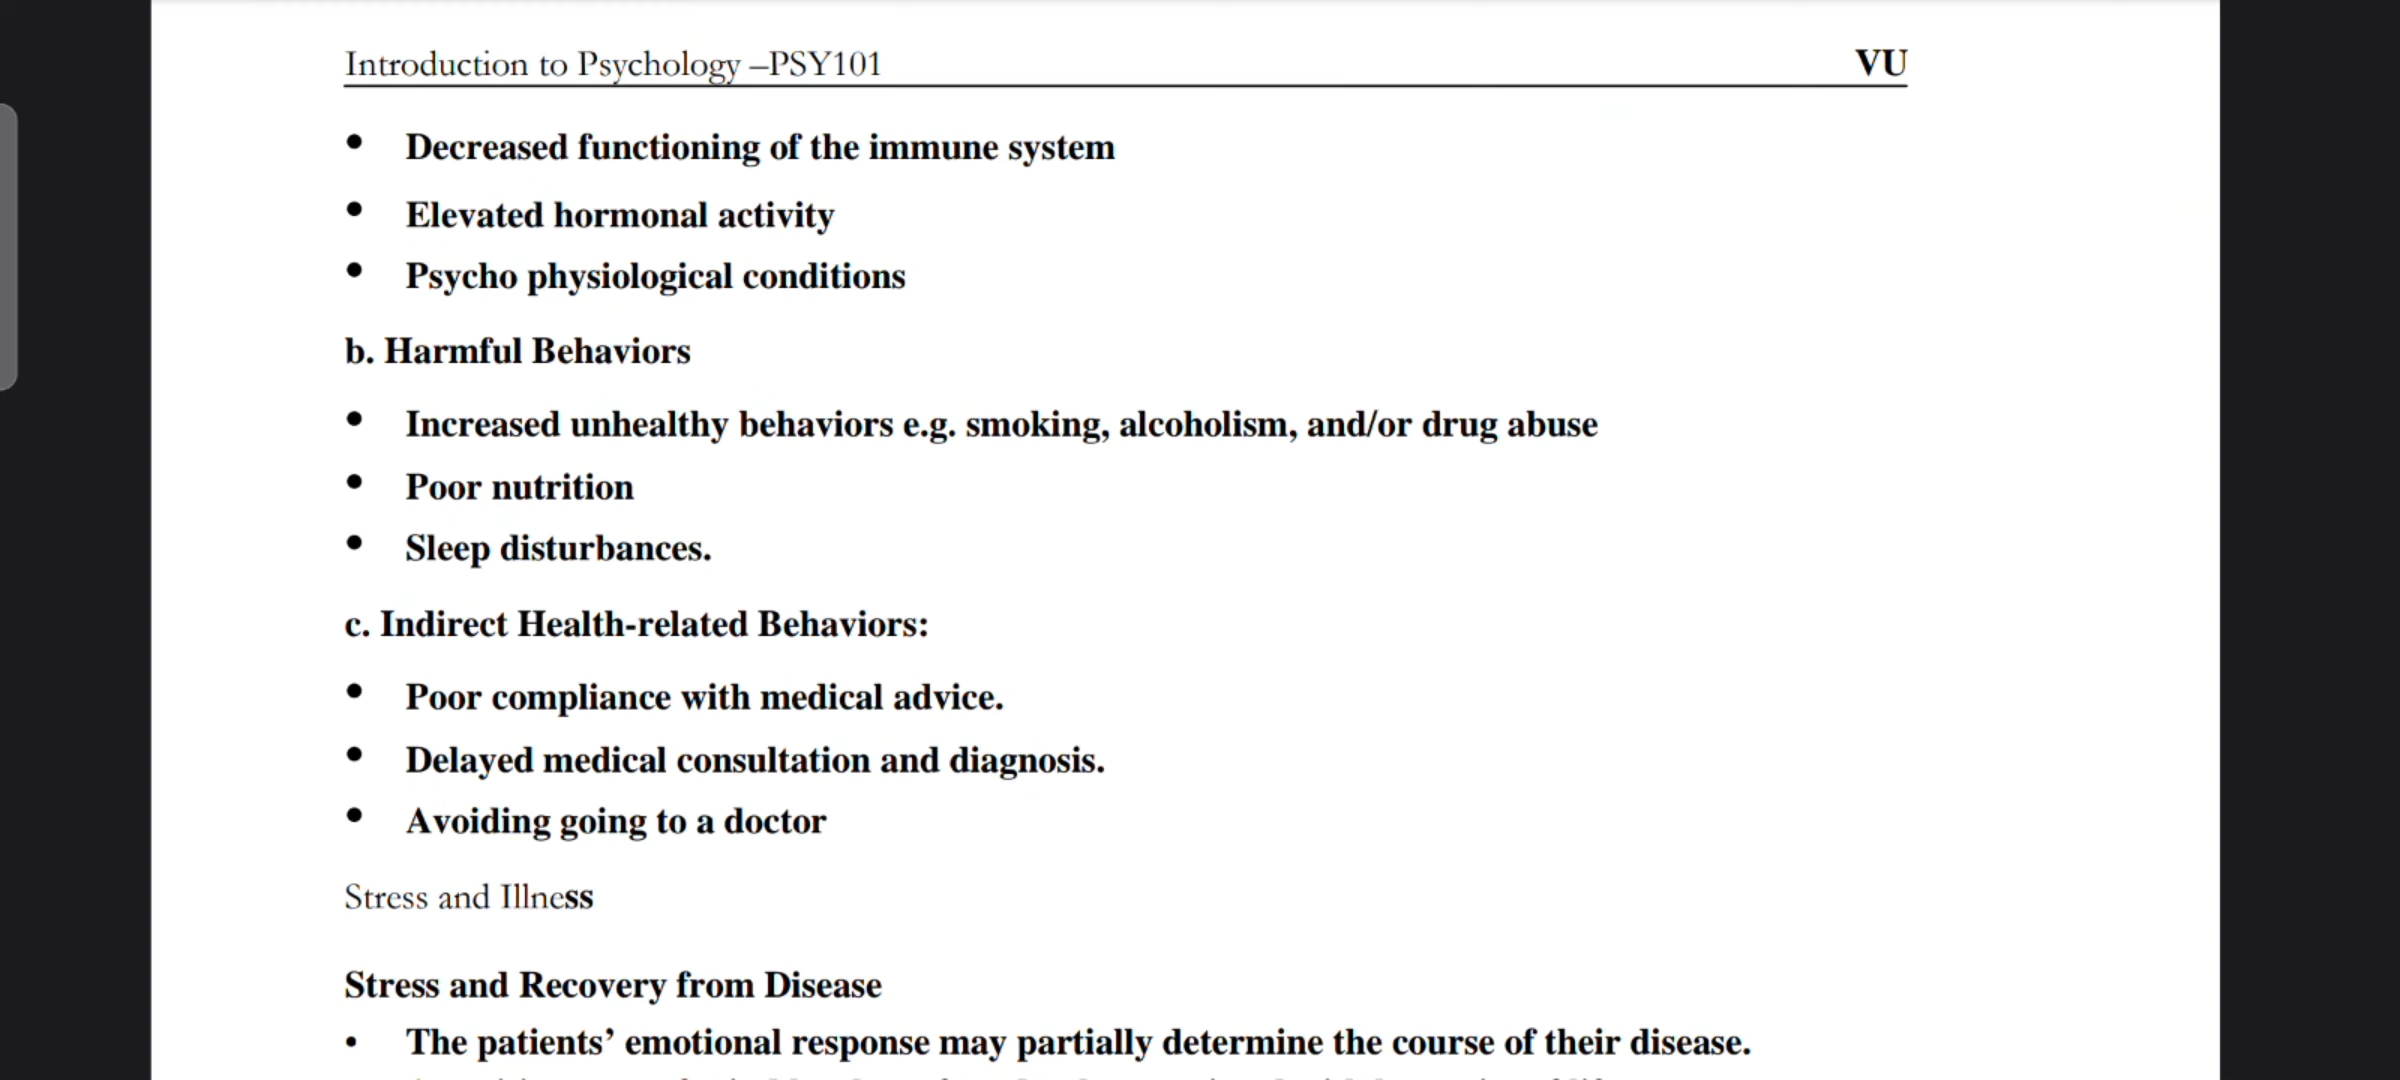 Introduction to Psychology –PSY101 VU
• Decreased functioning of the immune system
• Elevated hormonal activity
• Psycho physiological conditions
b. Harmful Behaviors
• Increased unhealthy behaviors e.g. smoking, alcoholism, and/or drug abuse
• Poor nutrition
• Sleep disturbances.
c. Indirect Health-related Behaviors:
• Poor compliance with medical advice.
• Delayed medical consultation and diagnosis.
• Avoiding going to a doctor
Stress and Illness
Stress and Recovery from Disease
• The patients’ emotional response may partially determine the course of their disease.